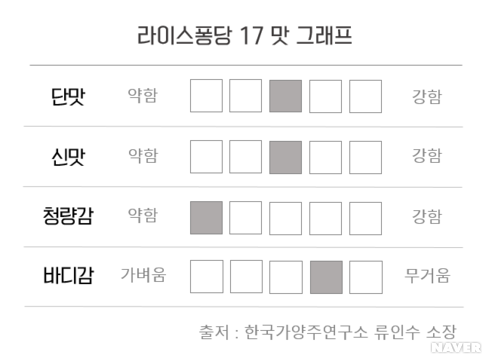 라이스퐁당 17 맛 그래프
단맛 약함 강함
신맛 약함 강함
청량감 약함 강함
바디감 가벼움 무거움
출저 : 한국가양주연구소 류인수 소장
NAVER